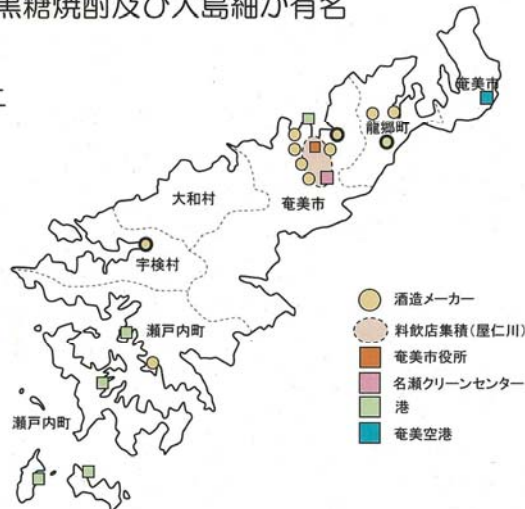 黒糖焼酎及び大島紬が有名
奄美市
龍郷町
大和村
奄美市
宇検村
瀬戸内町
瀬戸内町
酒造メーカー
料飲店集積(屋仁川)
奄美市役所
名瀬クリーンセンター
港
奄美空港